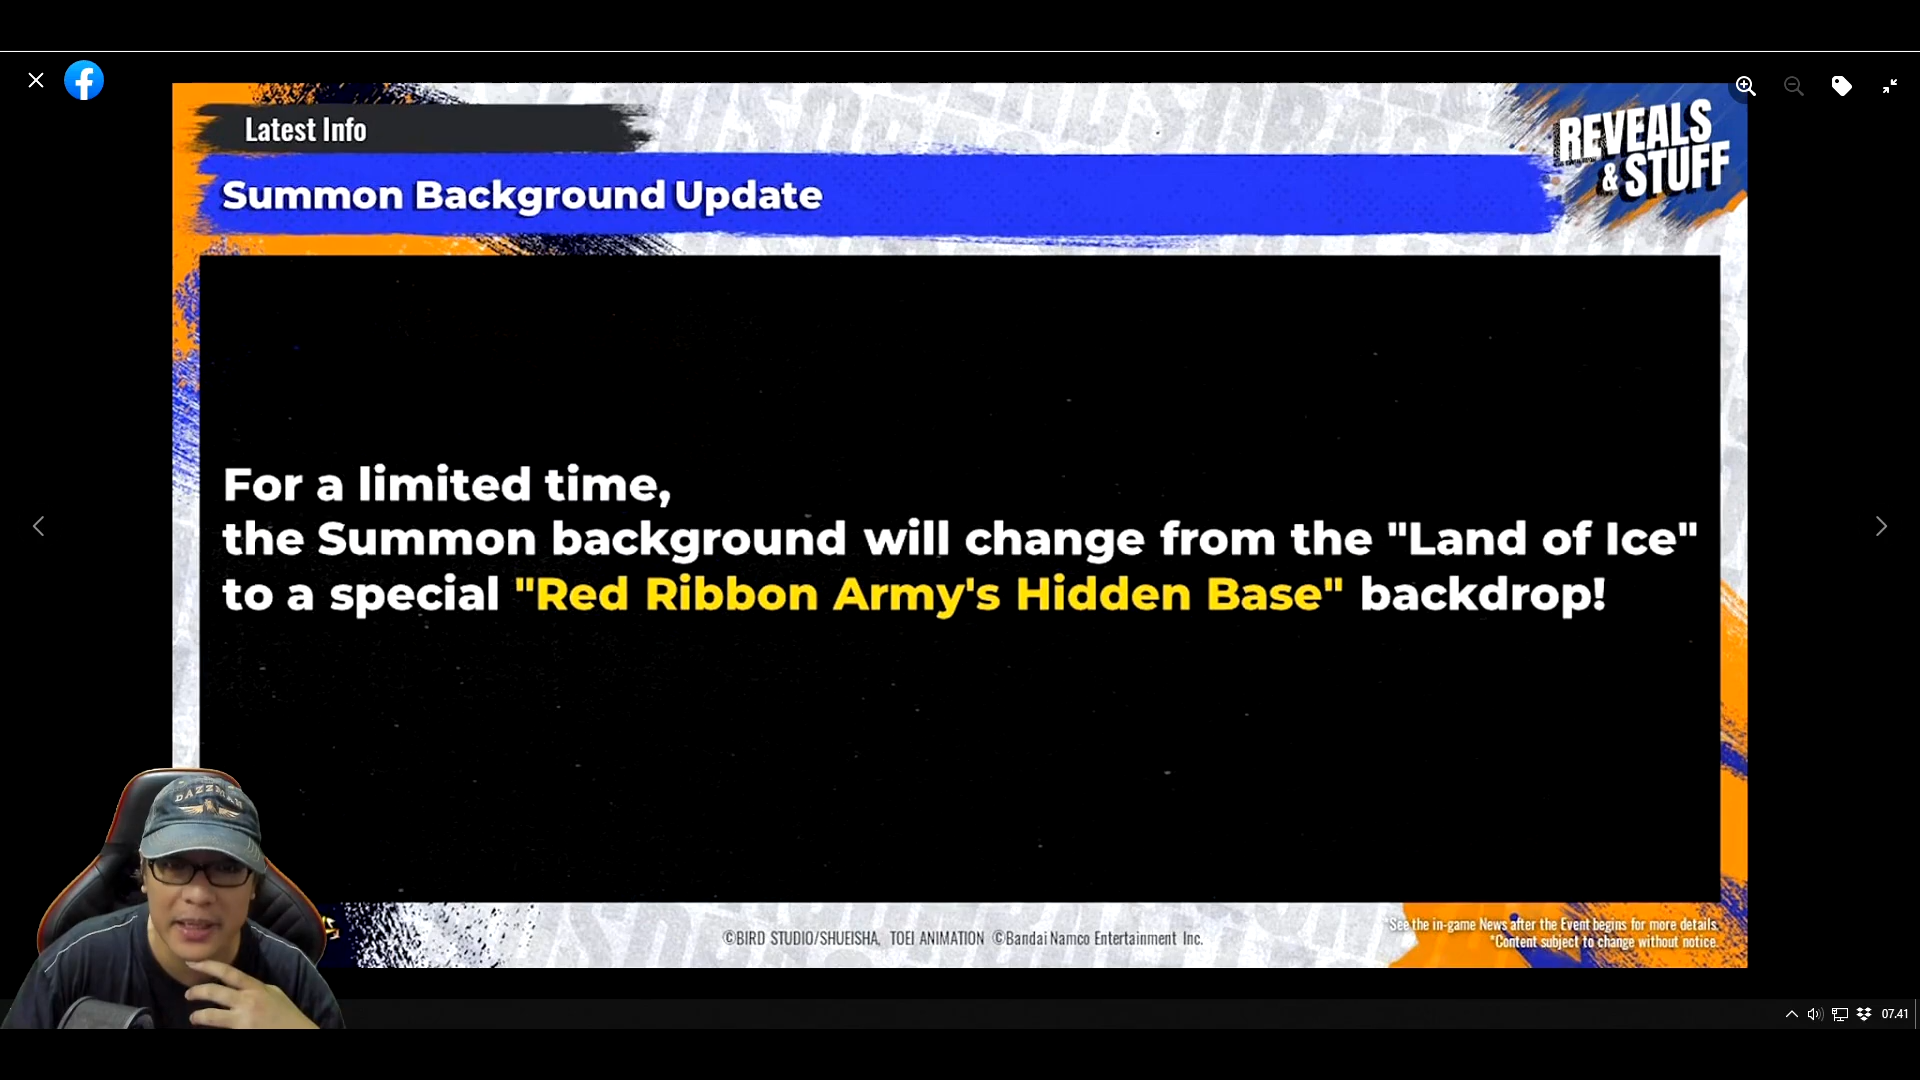 Latest Info
REVEALS
& STUFF
Summon Background Update
For a limited time,
the Summon background will change from the "Land of Ice"
to a special "Red Ribbon Army's Hidden Base" backdrop!
DAZZMAN
*See the in-game News after the Event begins for more details.
*Content subject to change without notice.
©BIRD STUDIO/SHUEISHA, TOEI ANIMATION ©Bandai Namco Entertainment Inc.
07.41